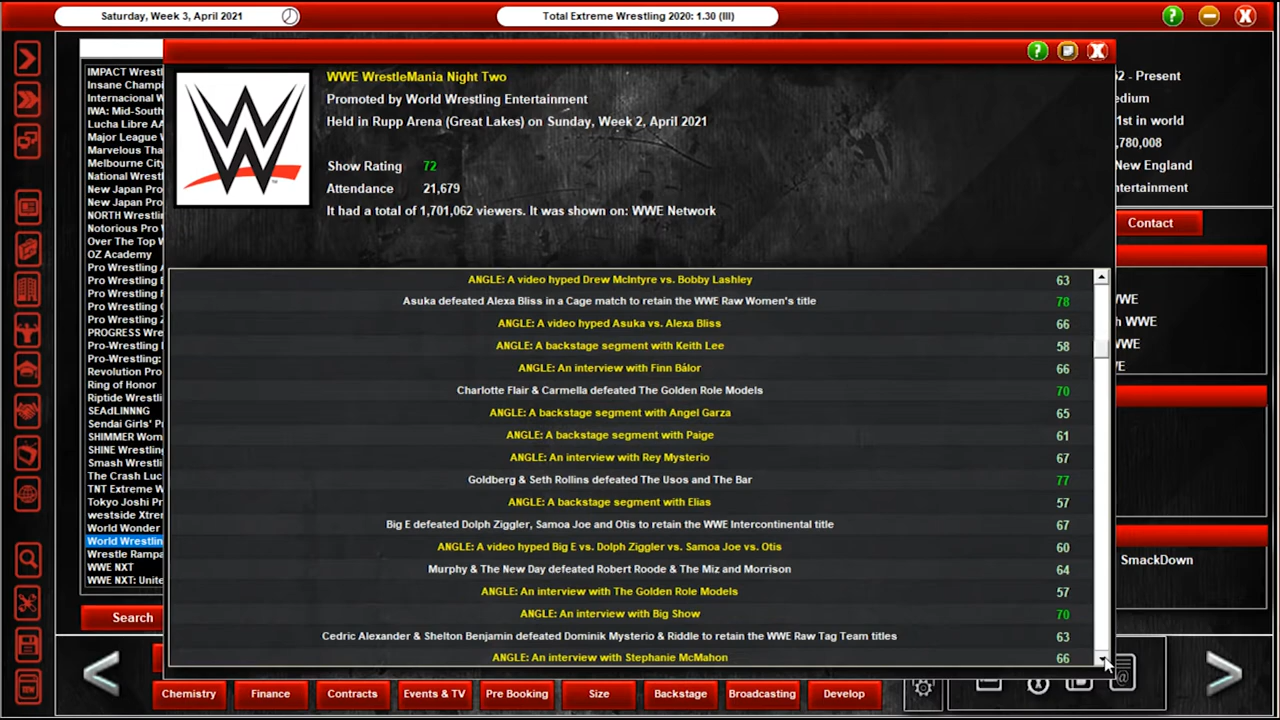 Saturday, Week 3, April 2021
Total Extreme Wrestling 2020: 1.30 (III)
WWE WrestleMania Night Two
Promoted by World Wrestling Entertainment
Held in Rupp Arena (Great Lakes) on Sunday, Week 2, April 2021
Show Rating 72
Attendance 21,679
It had a total of 1,701,062 viewers. It was shown on: WWE Network
ANGLE: A video hyped Drew McIntyre vs. Bobby Lashley 63
Asuka defeated Alexa Bliss in a Cage match to retain the WWE Raw Women's title 78
ANGLE: A video hyped Asuka vs. Alexa Bliss 66
ANGLE: A backstage segment with Keith Lee 58
ANGLE: An interview with Finn Bálor 66
Charlotte Flair & Carmella defeated The Golden Role Models 70
ANGLE: A backstage segment with Angel Garza 65
ANGLE: A backstage segment with Paige 61
ANGLE: An interview with Rey Mysterio 67
Goldberg & Seth Rollins defeated The Usos and The Bar 77
ANGLE: A backstage segment with Elias 57
Big E defeated Dolph Ziggler, Samoa Joe and Otis to retain the WWE Intercontinental title 67
ANGLE: A video hyped Big E vs. Dolph Ziggler vs. Samoa Joe vs. Otis 60
Murphy & The New Day defeated Robert Roode & The Miz and Morrison 64
ANGLE: An interview with The Golden Role Models 57
ANGLE: An interview with Big Show 70
Cedric Alexander & Shelton Benjamin defeated Dominik Mysterio & Riddle to retain the WWE Raw Tag Team titles 63
ANGLE: An interview with Stephanie McMahon 66
IMPACT Wrestl
Insane Champi
Internacional W
IWA: Mid-South
Lucha Libre AA
Major League W
Marvelous Tha
Melbourne City
National Wrest
New Japan Pro
New Japan Pro
NORTH Wrestli
Notorious Pro
Over The Top W
OZ Academy
Pro Wrestling A
Pro Wrestling E
Pro Wrestling F
Pro Wrestling G
Pro Wrestling Z
PROGRESS Wre
Pro-Wrestling
Pro-Wrestling:
Revolution Pro
Ring of Honor
Riptide Wrestl
SEAdLINNNG
Sendai Girls' P
SHIMMER Wom
SHINE Wrestlin
Smash Wrestli
The Crash Luc
TNT Extreme W
Tokyo Joshi Pr
westside Xtrer
World Wonder
World Wrestlin
Wrestle Rampa
WWE NXT
WWE NXT: Unite
Search
2 - Present
edium
1st in world
,780,008
New England
ntertainment
Contact
WWE
h WWE
WWE
E
SmackDown
Chemistry
Finance
Contracts
Events & TV
Pre Booking
Size
Backstage
Broadcasting
Develop